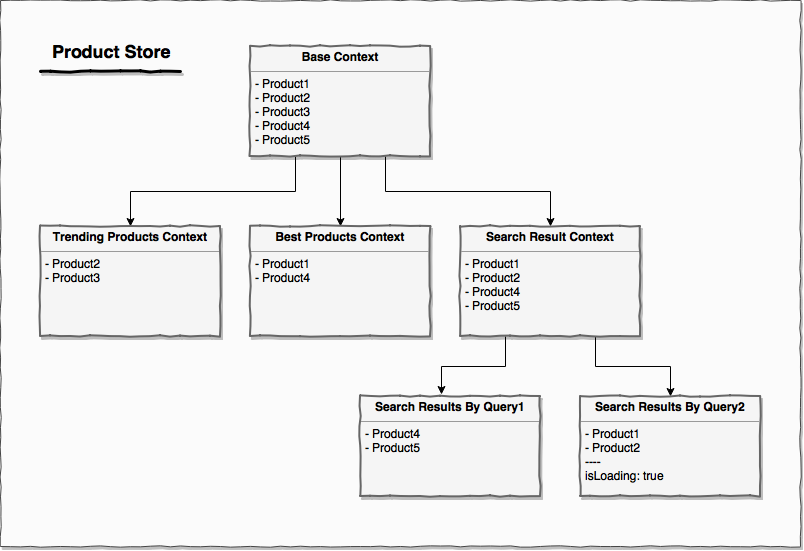 Product Store
Base Context
- Product1
- Product2
- Product3
- Product4
- Product5
Trending Products Context
- Product2
- Product3
Best Products Context
- Product1
- Product4
Search Result Context
- Product1
- Product2
- Product4
- Product5
Search Results By Query1
- Product4
- Product5
Search Results By Query2
- Product1
- Product2
----
isLoading: true